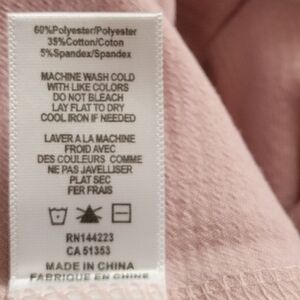 60%Polyester/Polyester
35%Cotton/Coton
5%Spandex/Spandex
MACHINE WASH COLD
WITH LIKE COLORS
DO NOT BLEACH
LAY FLAT TO DRY
COOL IRON IF NEEDED
LAVER A LA MACHINE
FROID AVEC
DES COULEURS COMME
NE PAS JAVELLISER
PLAT SEC
FER FRAIS
RN144223
CA 51353
MADE IN CHINA
FABRIQUE EN CHINE